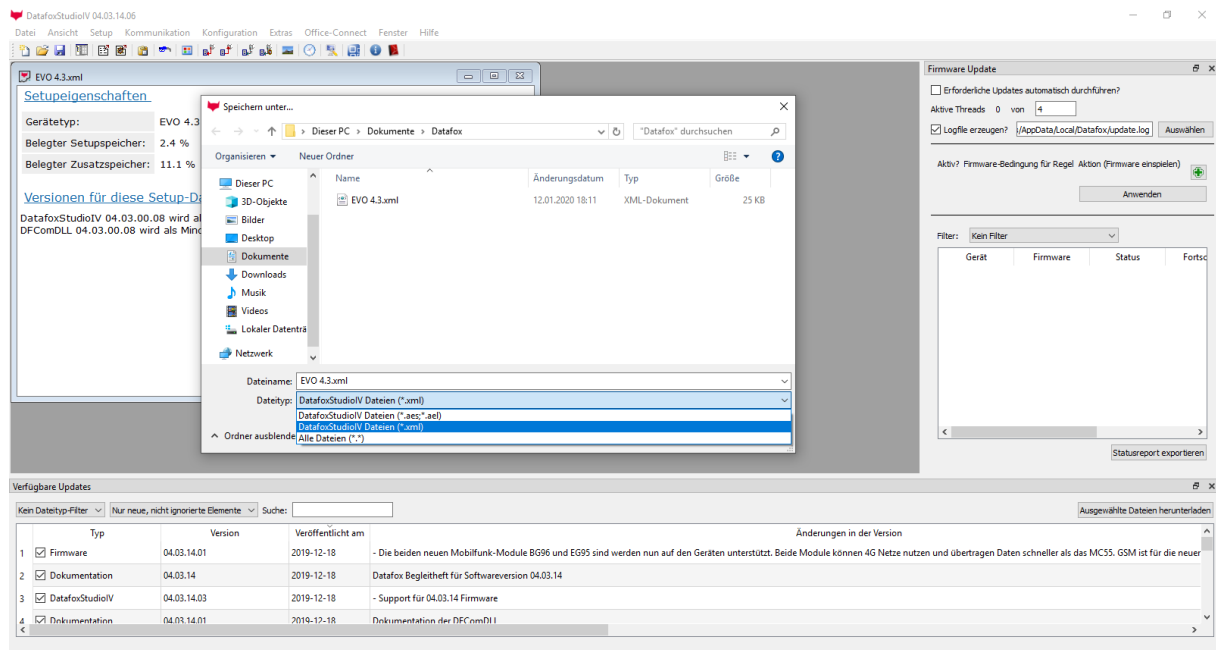 DatafoxStudioIV 04.03.14.06
Datei Ansicht Setup Kommunikation Konfiguration Extras Office-Connect Fenster Hilfe
EVO 4.3.xml
Setupeigenschaften
Gerätetyp: EVO 4.3
Belegter Setupspeicher: 2.4 %
Belegter Zusatzspeicher: 11.1 %
Versionen für diese Setup-Da
DatafoxStudioIV 04.03.00.08 wird al
DFComDLL 04.03.00.08 wird als Mind
Speichern unter...
Dieser PC > Dokumente > Datafox
"Datafox" durchsuchen
Organisieren Neuer Ordner
Name Änderungsdatum Typ Größe
EVO 4.3.xml 12.01.2020 18:11 XML-Dokument 25 KB
Dieser PC
3D-Objekte
Bilder
Desktop
Dokumente
Downloads
Musik
Videos
Lokaler Datenträ
Netzwerk
Dateiname: EVO 4.3.xml
Dateityp: DatafoxStudioIV Dateien (*.xml)
DatafoxStudioIV Dateien (*.aes;*.ael)
DatafoxStudioIV Dateien (*.xml)
Alle Dateien (*.*)
Ordner ausblende
Firmware Update
Erforderliche Updates automatisch durchführen?
Aktive Threads 0 von 4
Logfile erzeugen? i/AppData/Local/Datafox/update.log Auswählen
Aktiv? Firmware-Bedingung für Regel Aktion (Firmware einspielen)
Anwenden
Filter: Kein Filter
Gerät Firmware Status Fortsc
Statusreport exportieren
Verfügbare Updates
Kein Dateityp-Filter Nur neue, nicht ignorierte Elemente Suche: Ausgewählte Dateien herunterladen
Typ Version Veröffentlicht am Änderungen in der Version
1 Firmware 04.03.14.01 2019-12-18 - Die beiden neuen Mobilfunk-Module BG96 und EG95 sind werden nun auf den Geräten unterstützt. Beide Module können 4G Netze nutzen und übertragen Daten schneller als das MC55. GSM ist für die neuer
2 Dokumentation 04.03.14 2019-12-18 Datafox Begleitheft für Softwareversion 04.03.14
3 DatafoxStudioIV 04.03.14.03 2019-12-18 - Support für 04.03.14 Firmware
4 Dokumentation 04.03.14.01 2019-12-18 Dokumentation der DFComDLL